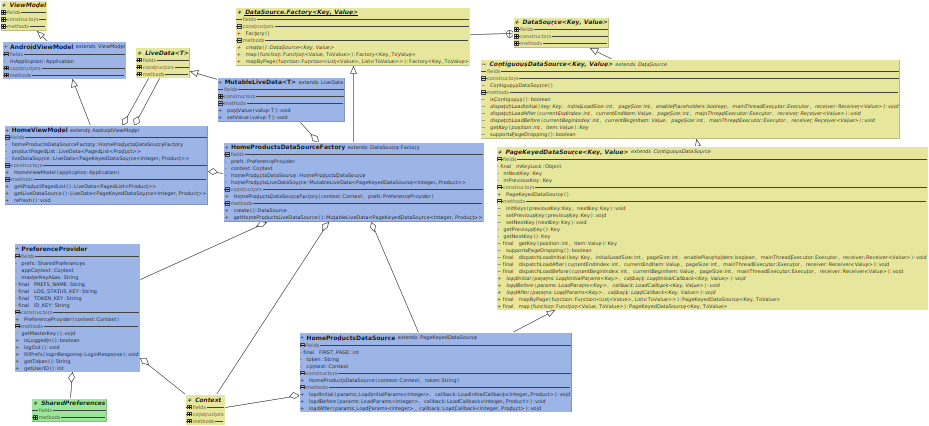 + ViewModel
fields
constructors
methods
+ AndroidViewModel extends ViewModel
fields
- mApplication: Application
constructors
methods
+ LiveData<T>
fields
constructors
methods
+ DataSource.Factory<Key, Value>
fields
constructors
+ Factory()
methods
+ create(): DataSource<Key, Value>
+ map(function: Function<Value, ToValue>): Factory<Key, ToValue>
+ mapByPage(function: Function<List<Value>, List<ToValue>>): Factory<Key, ToValue>
+ DataSource<Key, Value>
fields
constructors
methods
~ ContiguousDataSource<Key, Value> extends DataSource
fields
constructors
~ ContiguousDataSource()
methods
~ isContiguous(): boolean
~ dispatchLoadInitial(key: Key, initialLoadSize: int, pageSize: int, enablePlaceholders: boolean, mainThreadExecutor: Executor, receiver: Receiver<Value>): void
~ dispatchLoadAfter(currentEndIndex: int, currentEndItem: Value, pageSize: int, mainThreadExecutor: Executor, receiver: Receiver<Value>): void
~ dispatchLoadBefore(currentBeginIndex: int, currentBeginItem: Value, pageSize: int, mainThreadExecutor: Executor, receiver: Receiver<Value>): void
~ getKey(position: int, item: Value): Key
~ supportsPageDropping(): boolean
+ MutableLiveData<T> extends LiveData
fields
constructors
methods
+ postValue(value: T): void
+ setValue(value: T): void
+ HomeViewModel extends AndroidViewModel
fields
- homeProductsDataSourceFactory: HomeProductsDataSourceFactory
- productPagedList: LiveData<PagedList<Product>>
- liveDataSource: LiveData<PageKeyedDataSource<Integer, Product>>
constructors
+ HomeViewModel(application: Application)
methods
+ getProductPagedList(): LiveData<PagedList<Product>>
+ getLiveDataSource(): LiveData<PageKeyedDataSource<Integer, Product>>
+ refresh(): void
+ HomeProductsDataSourceFactory extends DataSource.Factory
fields
- prefs: PreferenceProvider
- context: Context
- homeProductsDataSource: HomeProductsDataSource
- homeProductsLiveDataSource: MutableLiveData<PageKeyedDataSource<Integer, Product>>
constructors
+ HomeProductsDataSourceFactory(context: Context, prefs: PreferenceProvider)
methods
+ create(): DataSource
+ getHomeProductsLiveDataSource(): MutableLiveData<PageKeyedDataSource<Integer, Product>>
+ PageKeyedDataSource<Key, Value> extends ContiguousDataSource
fields
- final mKeyLock: Object
- mNextKey: Key
- mPreviousKey: Key
constructors
+ PageKeyedDataSource()
methods
~ initKeys(previousKey: Key, nextKey: Key): void
~ setPreviousKey(previousKey: Key): void
~ setNextKey(nextKey: Key): void
- getPreviousKey(): Key
- getNextKey(): Key
~ final getKey(position: int, item: Value): Key
~ supportsPageDropping(): boolean
~ final dispatchLoadInitial(key: Key, initialLoadSize: int, pageSize: int, enablePlaceholders: boolean, mainThreadExecutor: Executor, receiver: Receiver<Value>): void
~ final dispatchLoadAfter(currentEndIndex: int, currentEndItem: Value, pageSize: int, mainThreadExecutor: Executor, receiver: Receiver<Value>): void
~ final dispatchLoadBefore(currentBeginIndex: int, currentBeginItem: Value, pageSize: int, mainThreadExecutor: Executor, receiver: Receiver<Value>): void
+ loadInitial(params: LoadInitialParams<Key>, callback: LoadInitialCallback<Key, Value>): void
+ loadBefore(params: LoadParams<Key>, callback: LoadCallback<Key, Value>): void
+ loadAfter(params: LoadParams<Key>, callback: LoadCallback<Key, Value>): void
+ final mapByPage(function: Function<List<Value>, List<ToValue>>): PageKeyedDataSource<Key, ToValue>
+ final map(function: Function<Value, ToValue>): PageKeyedDataSource<Key, ToValue>
+ PreferenceProvider
fields
- prefs: SharedPreferences
- appContext: Context
- masterKeyAlias: String
- final PREFS_NAME: String
- final LOG_STATUS_KEY: String
- final TOKEN_KEY: String
- final ID_KEY: String
constructors
+ PreferenceProvider(context: Context)
methods
- getMasterKey(): void
+ isLoggedIn(): boolean
+ logOut(): void
+ fillPrefs(loginResponse: LoginResponse): void
+ getToken(): String
+ getUserID(): int
+ HomeProductsDataSource extends PageKeyedDataSource
fields
- final FIRST_PAGE: int
- token: String
- context: Context
constructors
+ HomeProductsDataSource(context: Context, token: String)
methods
+ loadInitial(params: LoadInitialParams<Integer>, callback: LoadInitialCallback<Integer, Product>): void
+ loadBefore(params: LoadParams<Integer>, callback: LoadCallback<Integer, Product>): void
+ loadAfter(params: LoadParams<Integer>, callback: LoadCallback<Integer, Product>): void
+ SharedPreferences
fields
methods
+ Context
fields
constructors
methods